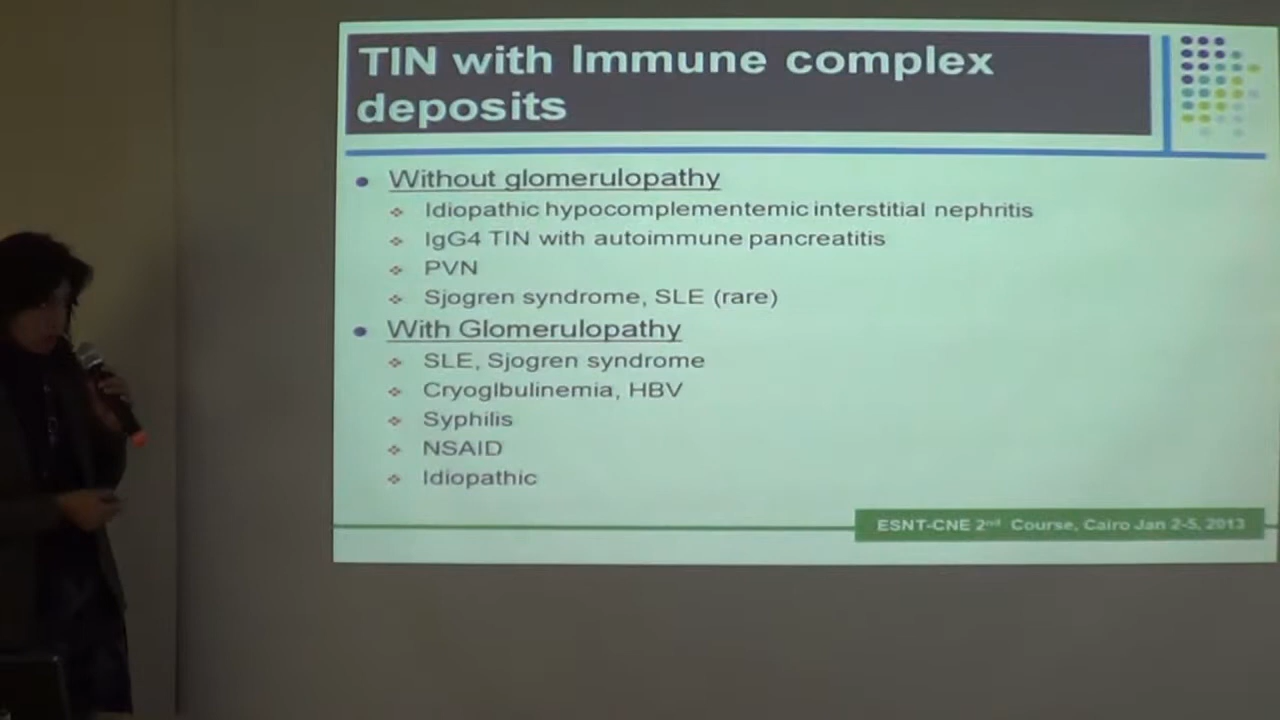 TIN with Immune complex
deposits
Without glomerulopathy
Idiopathic hypocomplementemic interstitial nephritis
IgG4 TIN with autoimmune pancreatitis
PVN
Sjogren syndrome, SLE (rare)
With Glomerulopathy
SLE, Sjogren syndrome
Cryoglbulinemia, HBV
Syphilis
NSAID
Idiopathic
ESNT-CNE 2nd Course, Cairo Jan 2-5, 2013